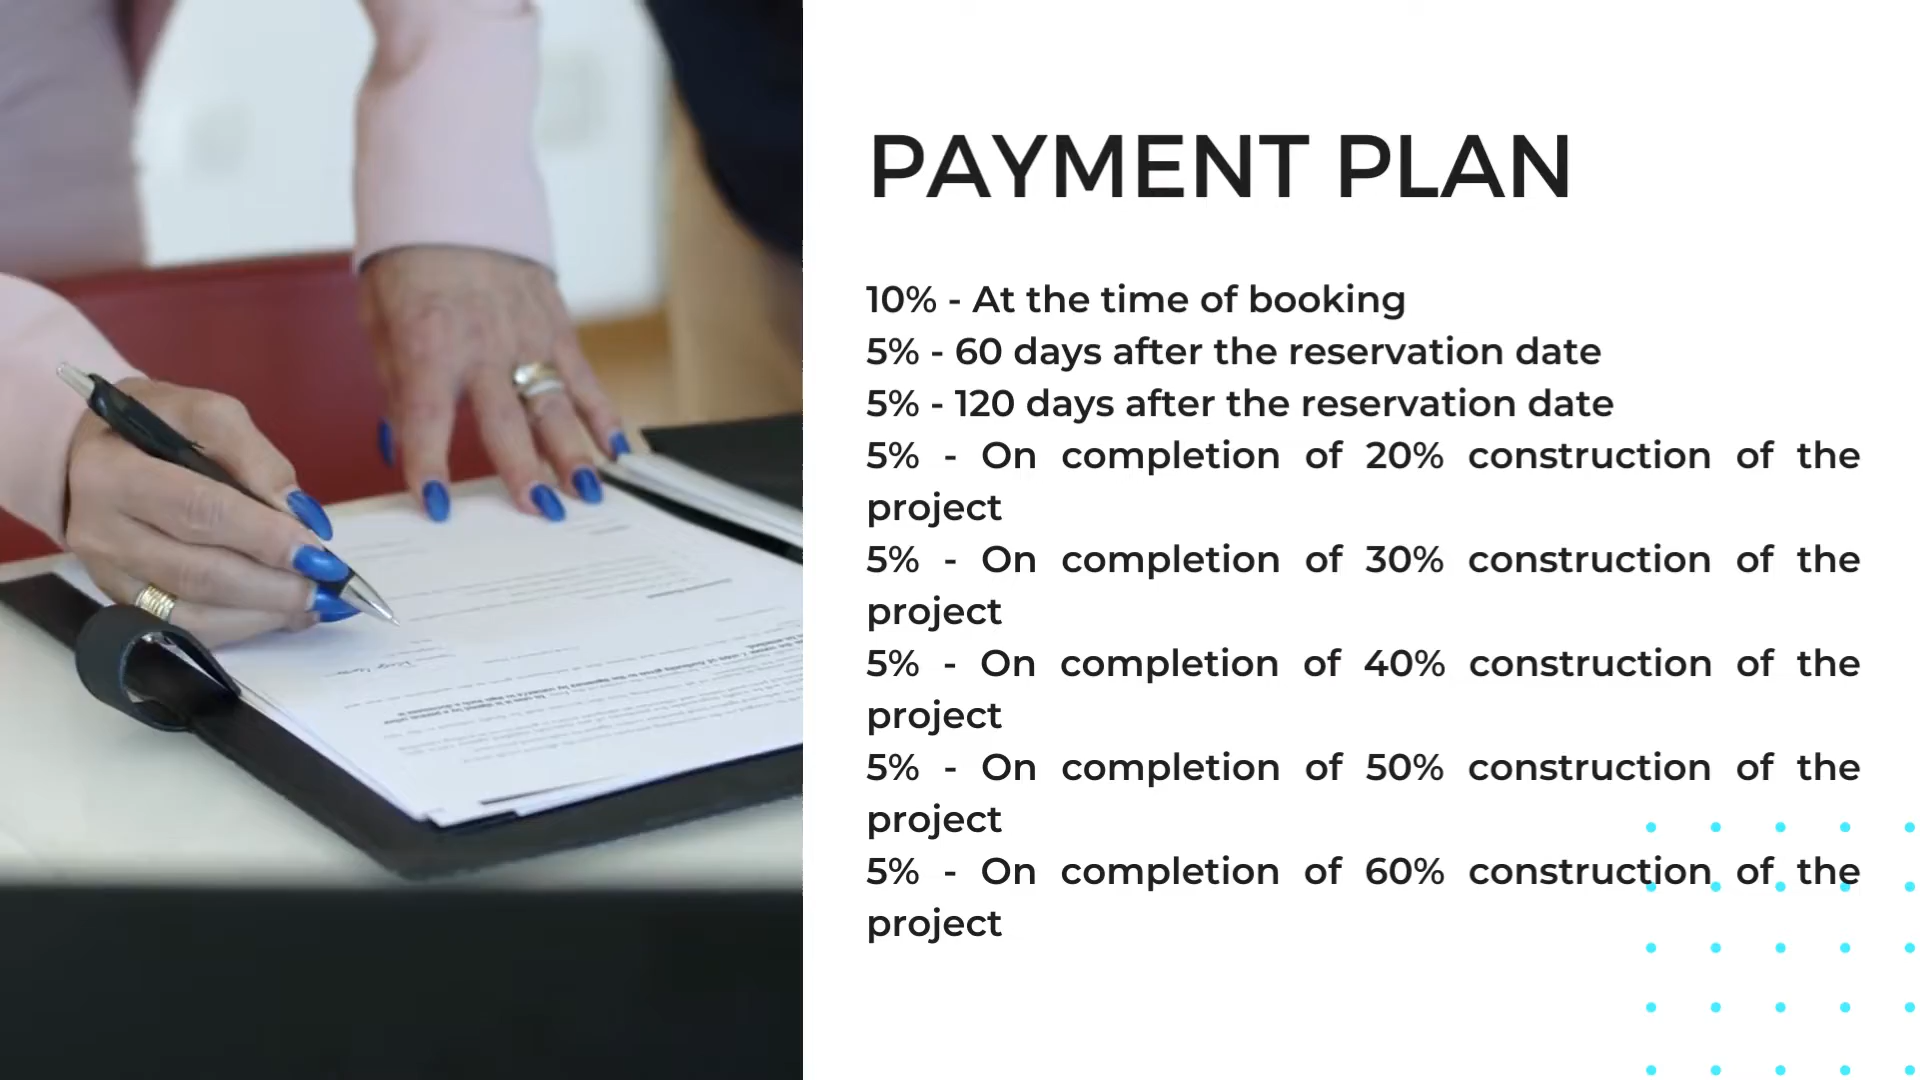 PAYMENT PLAN
10% - At the time of booking
5% - 60 days after the reservation date
5% - 120 days after the reservation date
5% - On completion of 20% construction of the
project
5% - On completion of 30% construction of the
project
5% - On completion of 40% construction of the
project
5% - On completion of 50% construction of the
project
5% - On completion of 60% construction of the
project